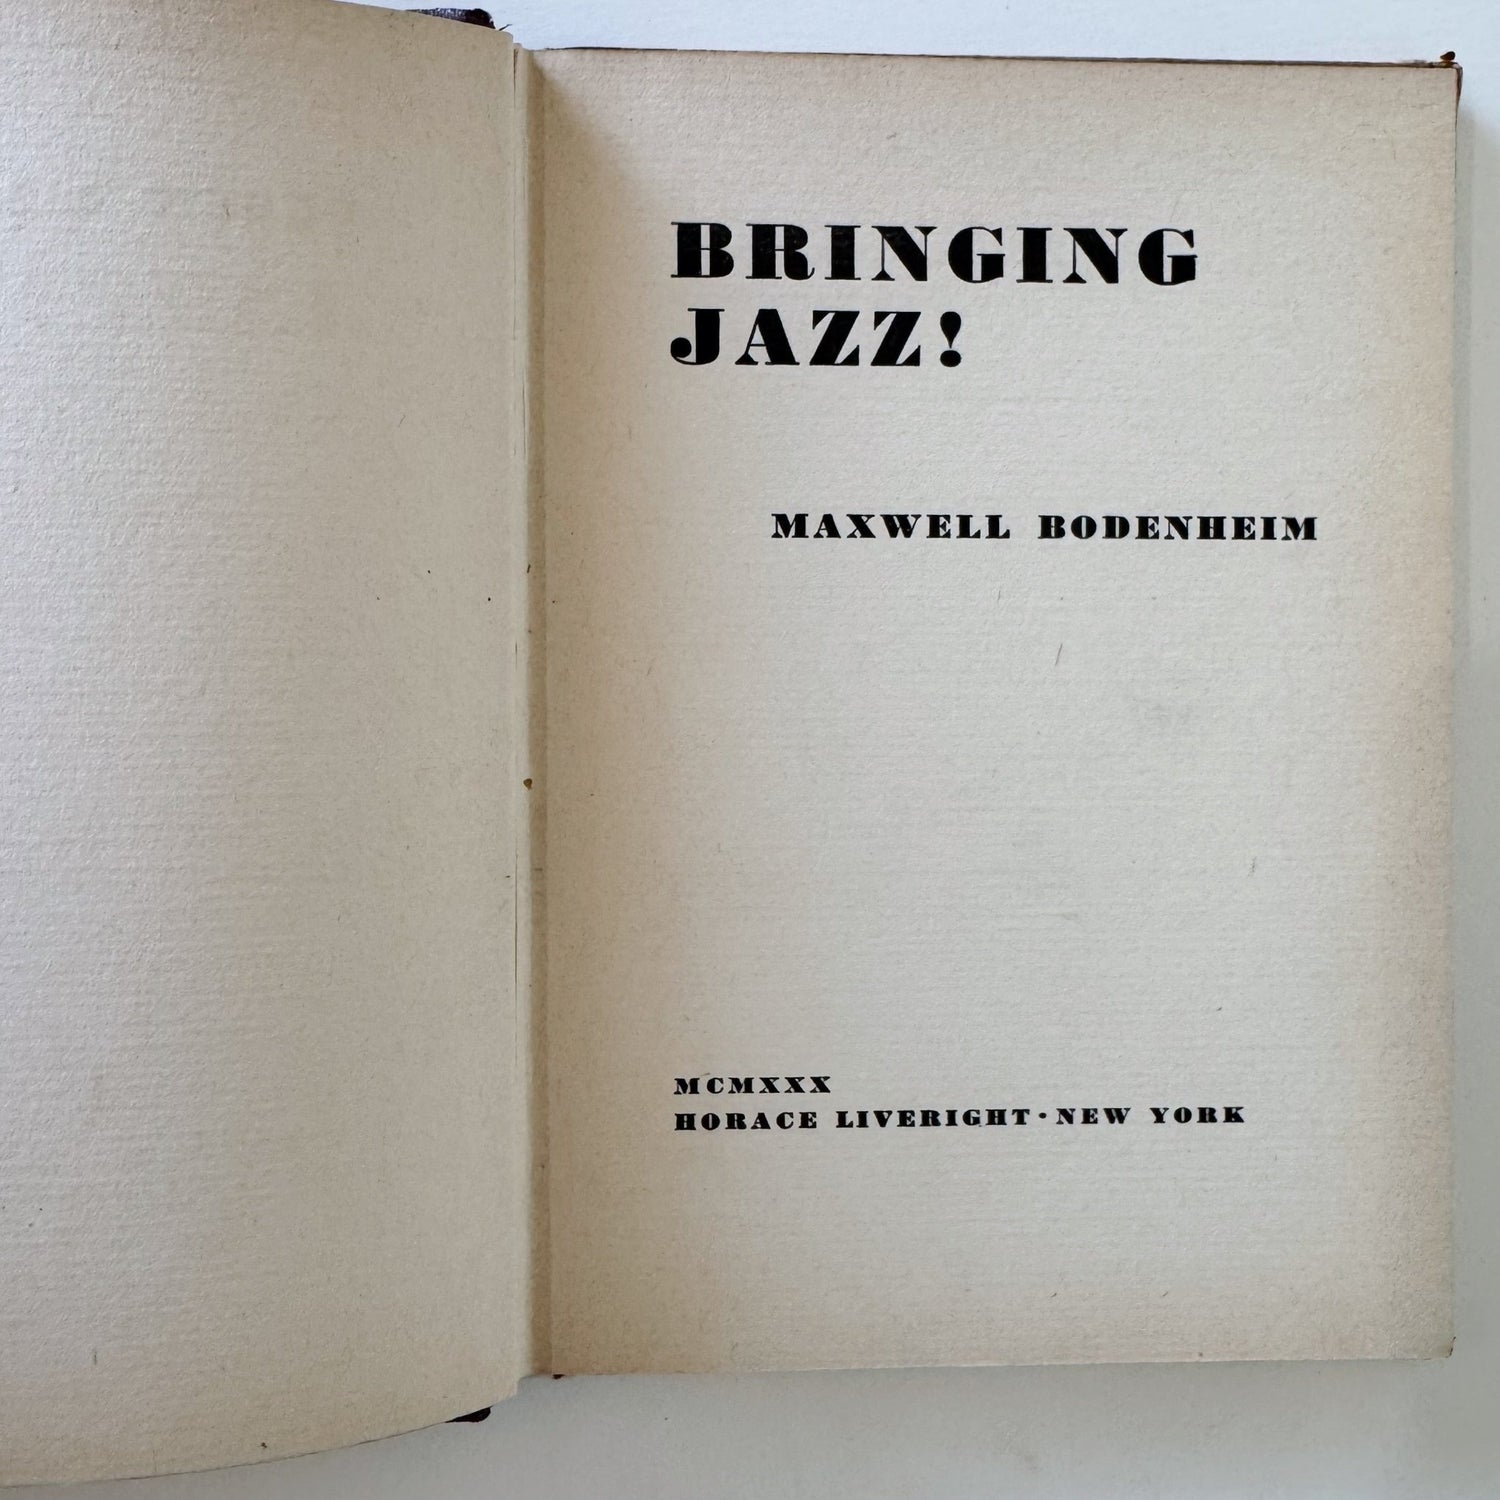 BRINGING
JAZZ!
MAXWELL BODENHEIM
MCMXXX
HORACE LIVERIGHT · NEW YORK